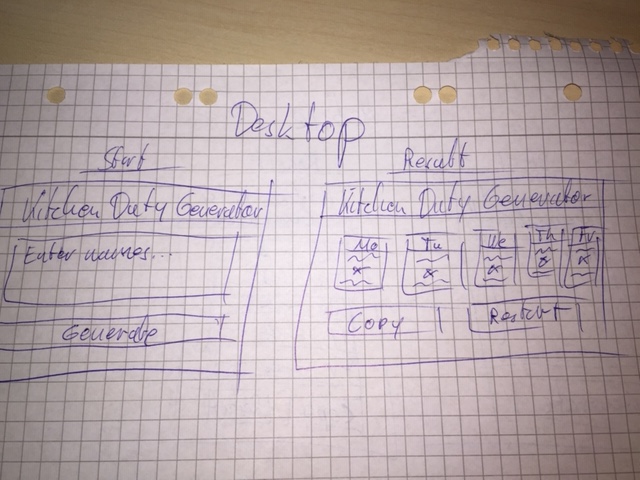 Desktop
Start
Kitchen Duty Generator
Enter names...
Generate
Result
Kitchen Duty Generator
Mo Tu We Th Fr
Copy Restart